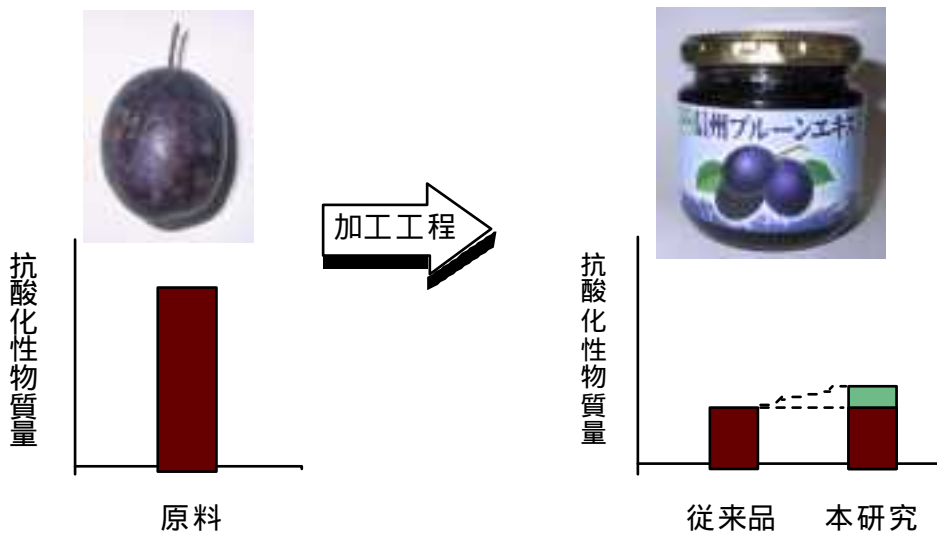 信州プルーンエキス
加工工程
抗酸化性物質量
原料
抗酸化性物質量
従来品
本研究